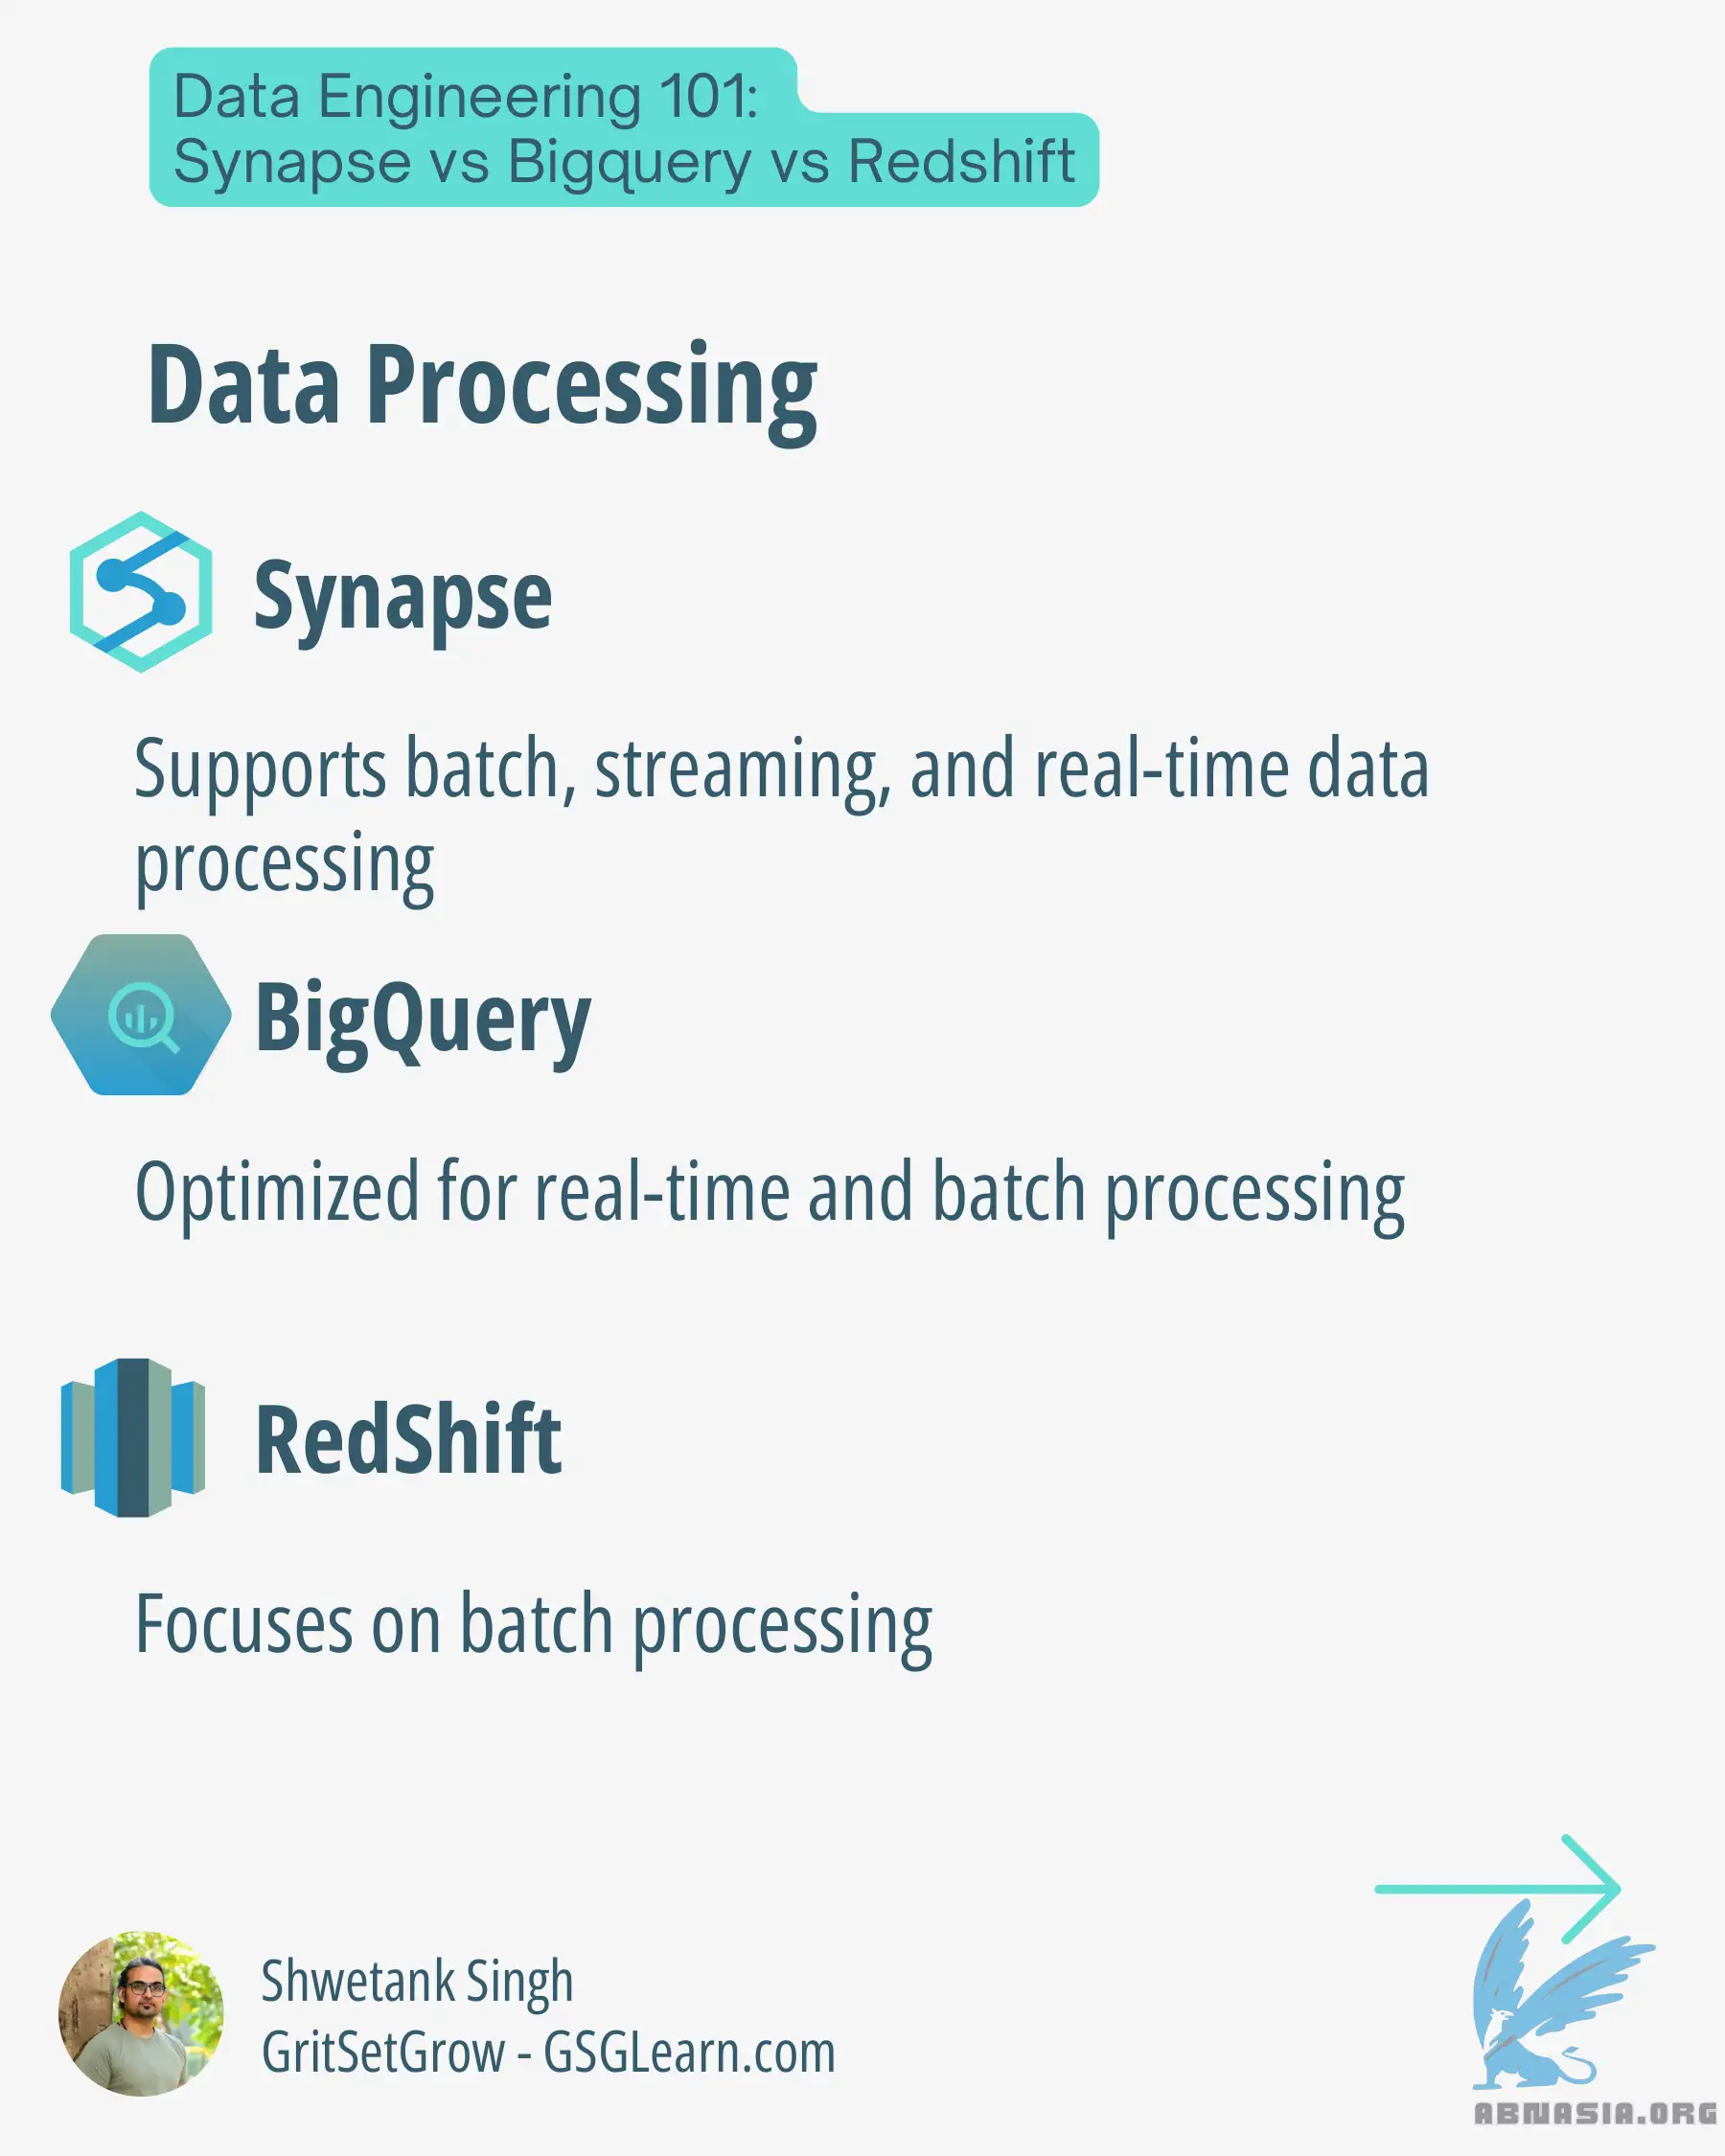 Data Engineering 101:
Synapse vs Bigquery vs Redshift
Data Processing
Synapse
Supports batch, streaming, and real-time data
processing
BigQuery
Optimized for real-time and batch processing
RedShift
Focuses on batch processing
Shwetank Singh
GritSetGrow - GSGLearn.com
ABNASIA.ORG